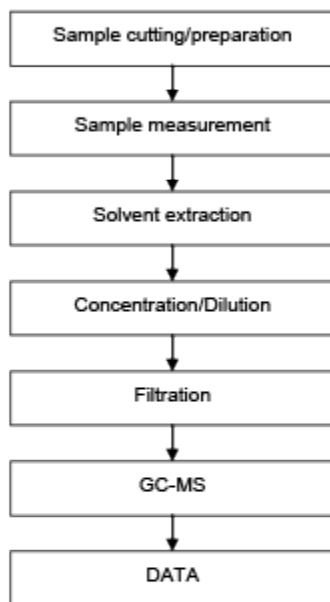 Sample cutting/preparation
Sample measurement
Solvent extraction
Concentration/Dilution
Filtration
GC-MS
DATA